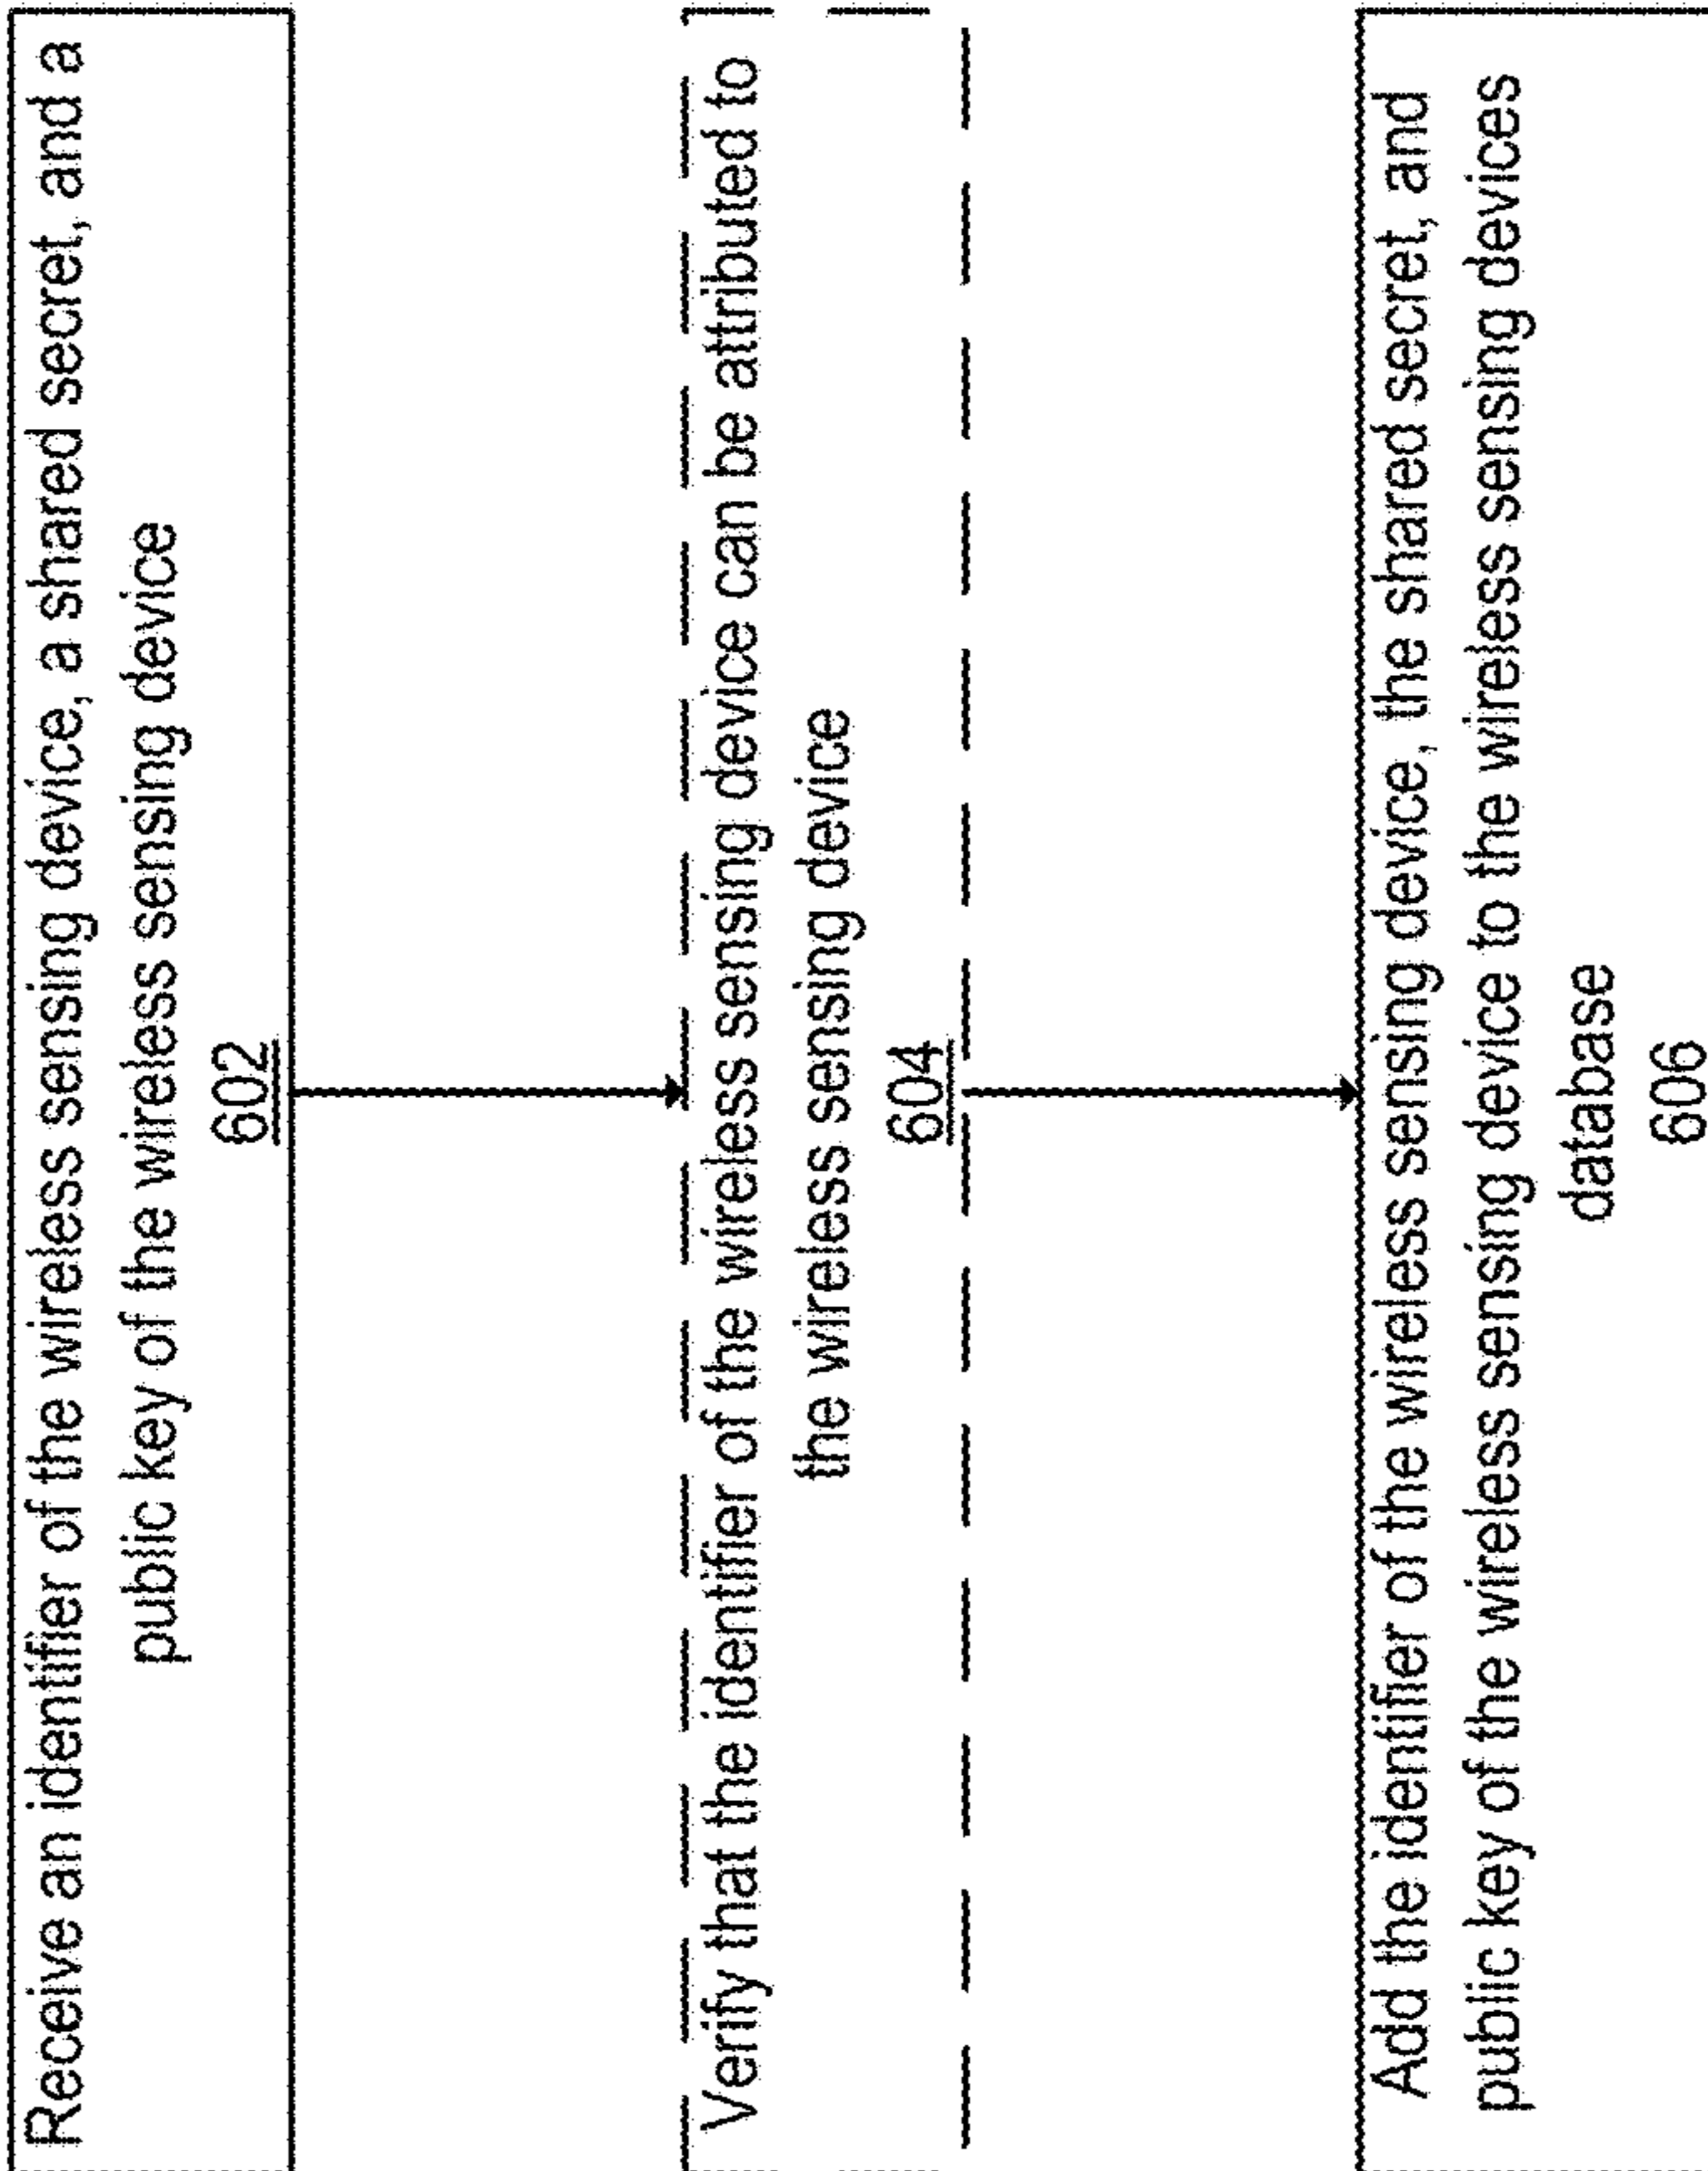 Receive an identifier of the wireless sensing device, a shared secret, and a
public key of the wireless sensing device
602
Verify that the identifier of the wireless sensing device can be attributed to
the wireless sensing device
604
Add the identifier of the wireless sensing device, the shared secret, and
public key of the wireless sensing device to the wireless sensing devices
database
606